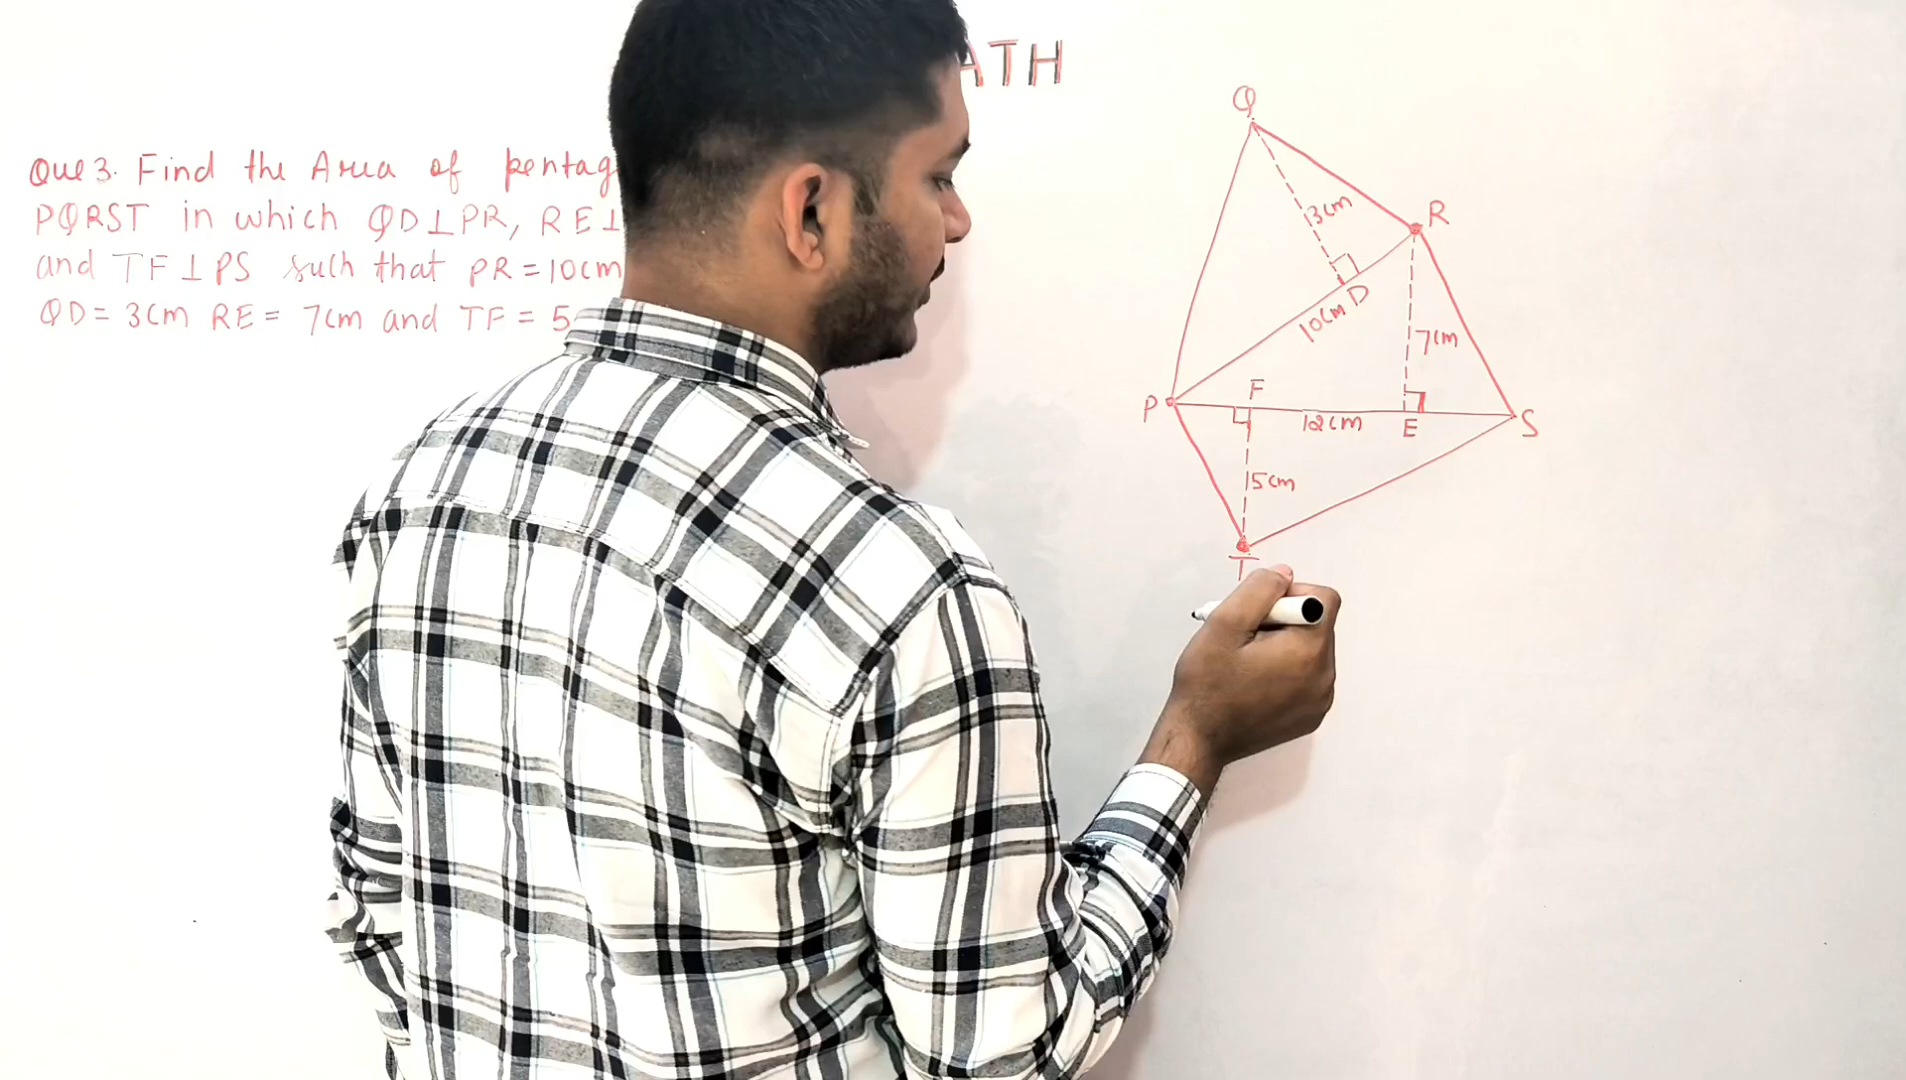 ATH
Que 3. Find the Area of pentag
PQRST in which QD⊥PR, RE⊥
and TF⊥PS such that PR=10cm
QD= 3cm RE= 7cm and TF = 5
Q
3cm
R
D
10cm
7cm
P
F
12cm
E
S
5cm
T